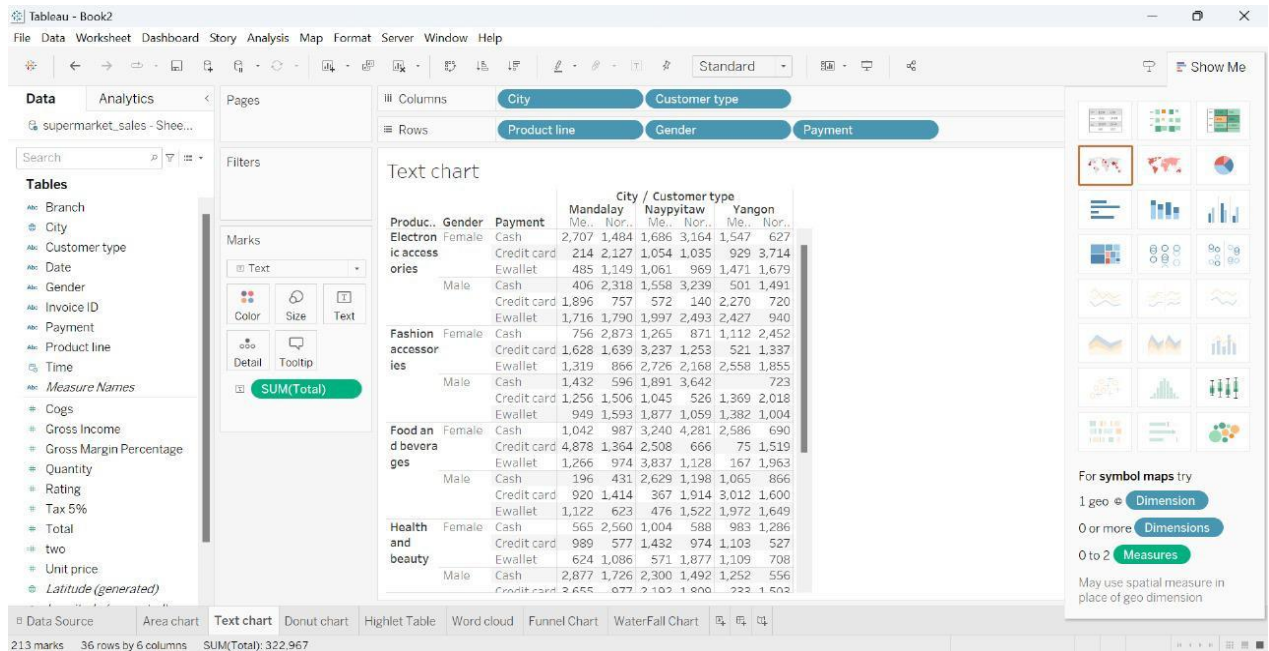 Tableau - Book2
File Data Worksheet Dashboard Story Analysis Map Format Server Window Help
Standard
Show Me
Data Analytics
supermarket_sales - Shee...
Search
Tables
Abc Branch
City
Abc Customer type
Abc Date
Abc Gender
Abc Invoice ID
Abc Payment
Abc Product line
Time
Abc Measure Names
# Cogs
# Gross Income
# Gross Margin Percentage
# Quantity
# Rating
# Tax 5%
# Total
two
# Unit price
Latitude (generated)
Pages
Filters
Marks
Text
Color Size Text
Detail Tooltip
SUM(Total)
Columns City Customer type
Rows Product line Gender Payment
Text chart
City / Customer type
Mandalay Naypyitaw Yangon
Produc.. Gender Payment Me.. Nor.. Me.. Nor.. Me.. Nor..
Electron Female Cash 2,707 1,484 1,686 3,164 1,547 627
ic access Credit card 214 2,127 1,054 1,035 929 3,714
ories Ewallet 485 1,149 1,061 969 1,471 1,679
Male Cash 406 2,318 1,558 3,239 501 1,491
Credit card 1,896 757 572 140 2,270 720
Ewallet 1,716 1,790 1,997 2,493 2,427 940
Fashion Female Cash 756 2,873 1,265 871 1,112 2,452
accessor Credit card 1,628 1,639 3,237 1,253 521 1,337
ies Ewallet 1,319 866 2,726 2,168 2,558 1,855
Male Cash 1,432 596 1,891 3,642 723
Credit card 1,256 1,506 1,045 526 1,369 2,018
Ewallet 949 1,593 1,877 1,059 1,382 1,004
Food an Female Cash 1,042 987 3,240 4,281 2,586 690
d bevera Credit card 4,878 1,364 2,508 666 75 1,519
ges Ewallet 1,266 974 3,837 1,128 167 1,963
Male Cash 196 431 2,629 1,198 1,065 866
Credit card 920 1,414 367 1,914 3,012 1,600
Ewallet 1,122 623 476 1,522 1,972 1,649
Health Female Cash 565 2,560 1,004 588 983 1,286
and Credit card 989 577 1,432 974 1,103 527
beauty Ewallet 624 1,086 571 1,877 1,109 708
Male Cash 2,877 1,726 2,300 1,492 1,252 556
Credit card 3,655 977 2,192 1,809 233 1,503
For symbol maps try
1 geo Dimension
0 or more Dimensions
0 to 2 Measures
May use spatial measure in
place of geo dimension
Data Source Area chart Text chart Donut chart Highlet Table Word cloud Funnel Chart WaterFall Chart
213 marks 36 rows by 6 columns SUM(Total): 322,967